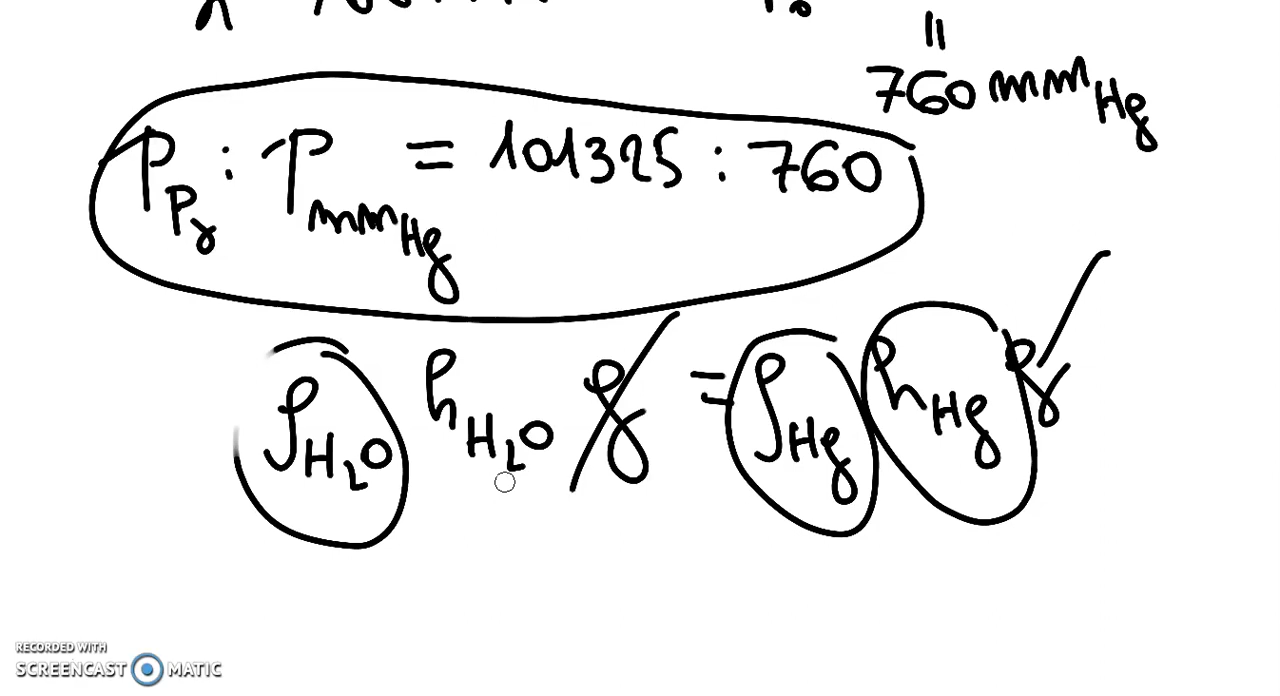 =
760 mmHg
P_Pa : P_mmHg = 101325 : 760
ρ_H₂O h_H₂O g = ρ_Hg h_Hg g
RECORDED WITH
SCREENCAST MATIC